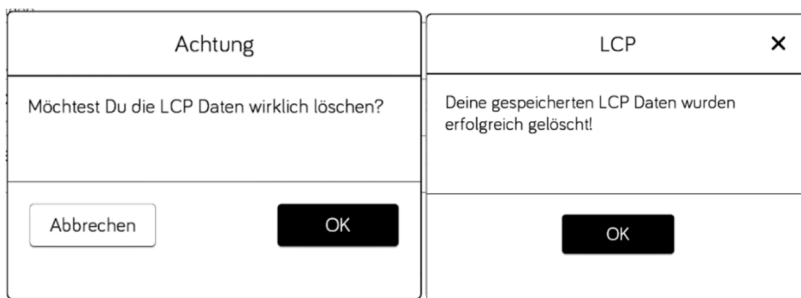 Achtung
Möchtest Du die LCP Daten wirklich löschen?
Abbrechen
OK
LCP
Deine gespeicherten LCP Daten wurden
erfolgreich gelöscht!
OK